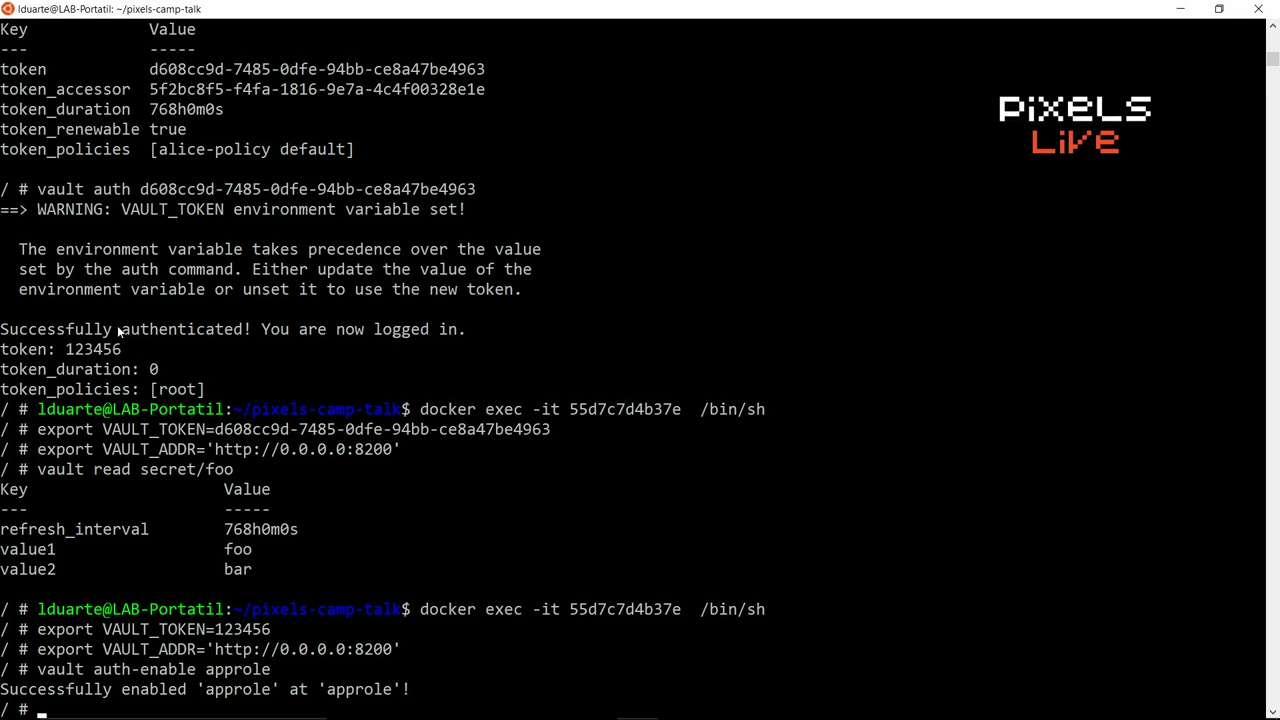 lduarte@LAB-Portatil: ~/pixels-camp-talk
Key             Value
---             -----
token           d608cc9d-7485-0dfe-94bb-ce8a47be4963
token_accessor  5f2bc8f5-f4fa-1816-9e7a-4c4f00328e1e
token_duration  768h0m0s
token_renewable true
token_policies  [alice-policy default]
pixels
Live
/ # vault auth d608cc9d-7485-0dfe-94bb-ce8a47be4963
==> WARNING: VAULT_TOKEN environment variable set!
The environment variable takes precedence over the value
set by the auth command. Either update the value of the
environment variable or unset it to use the new token.
Successfully authenticated! You are now logged in.
token: 123456
token_duration: 0
token_policies: [root]
/ # lduarte@LAB-Portatil:~/pixels-camp-talk$ docker exec -it 55d7c7d4b37e  /bin/sh
/ # export VAULT_TOKEN=d608cc9d-7485-0dfe-94bb-ce8a47be4963
/ # export VAULT_ADDR='http://0.0.0.0:8200'
/ # vault read secret/foo
Key                     Value
---                     -----
refresh_interval        768h0m0s
value1                  foo
value2                  bar
/ # lduarte@LAB-Portatil:~/pixels-camp-talk$ docker exec -it 55d7c7d4b37e  /bin/sh
/ # export VAULT_TOKEN=123456
/ # export VAULT_ADDR='http://0.0.0.0:8200'
/ # vault auth-enable approle
Successfully enabled 'approle' at 'approle'!
/ #